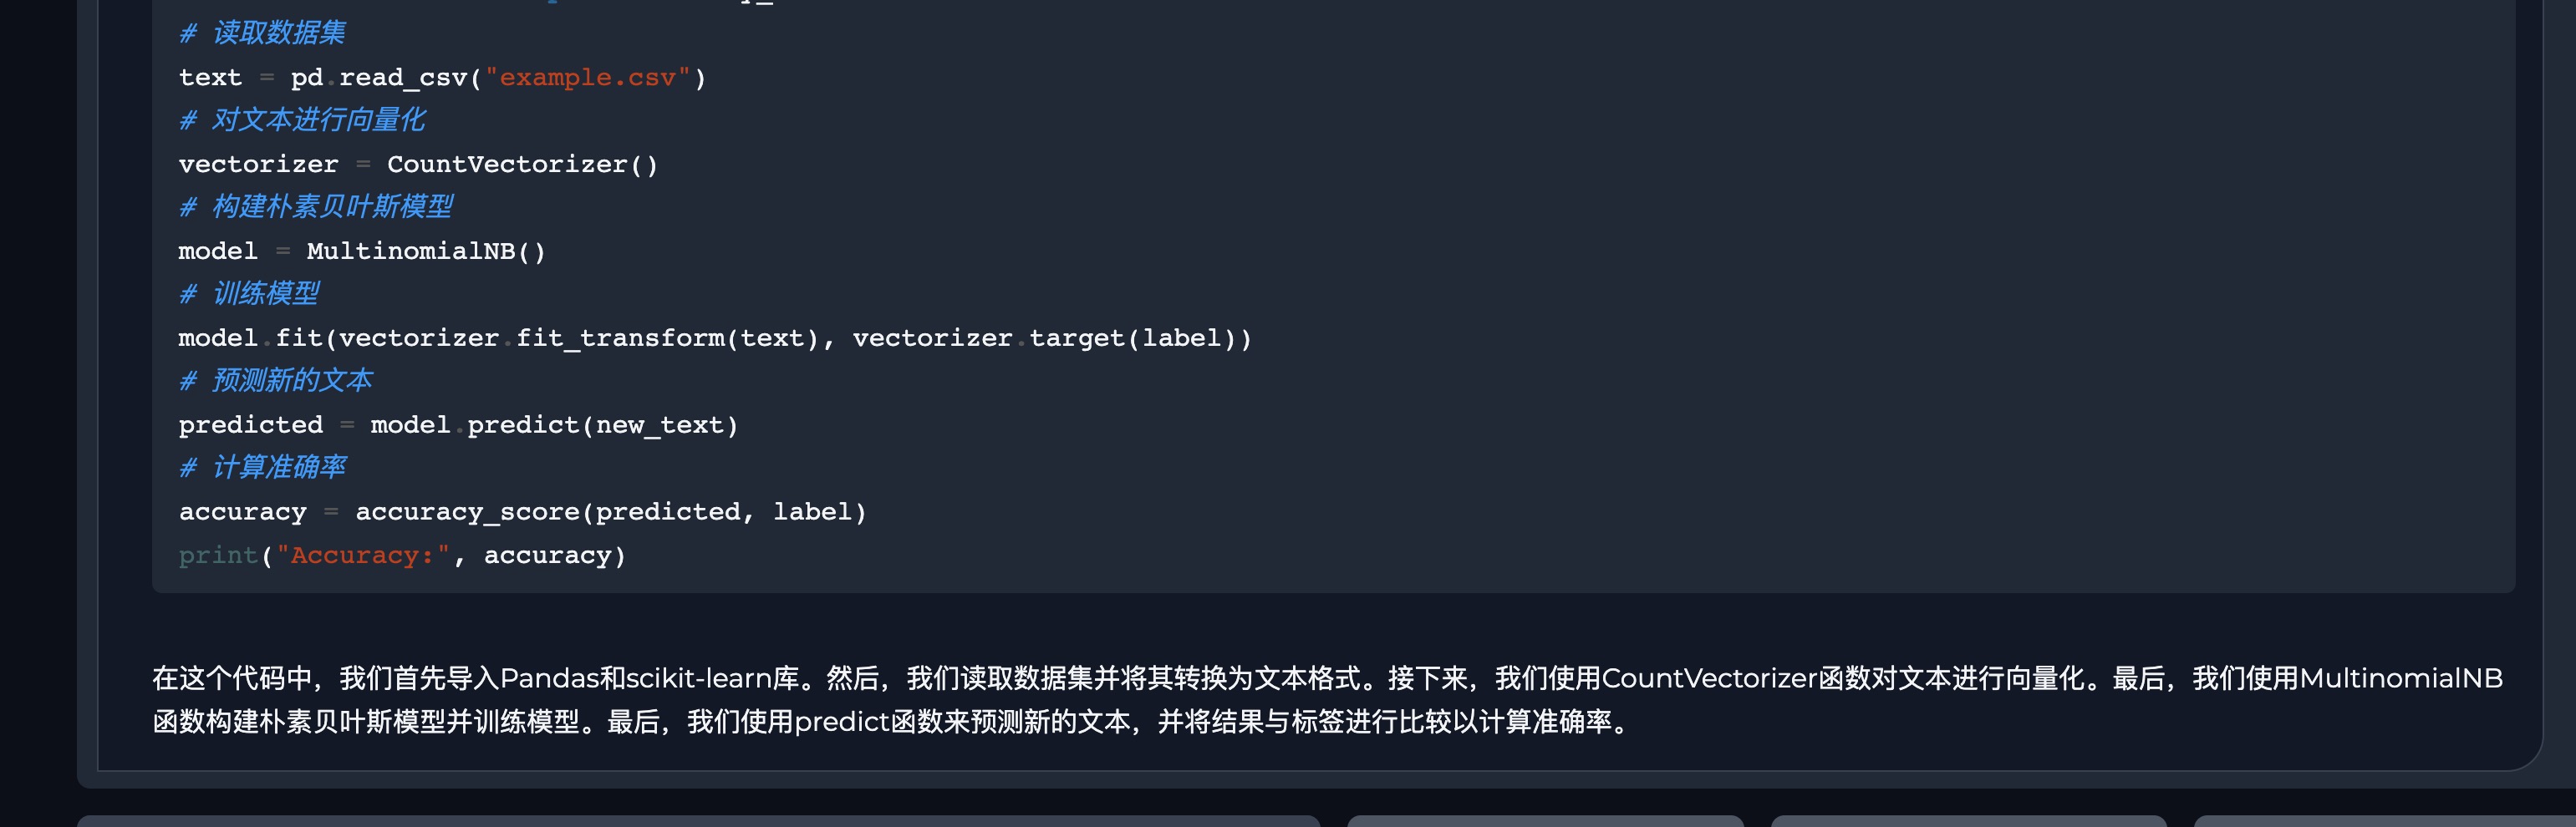 # 读取数据集
text = pd.read_csv("example.csv")
# 对文本进行向量化
vectorizer = CountVectorizer()
# 构建朴素贝叶斯模型
model = MultinomialNB()
# 训练模型
model.fit(vectorizer.fit_transform(text), vectorizer.target(label))
# 预测新的文本
predicted = model.predict(new_text)
# 计算准确率
accuracy = accuracy_score(predicted, label)
print("Accuracy:", accuracy)
在这个代码中，我们首先导入Pandas和scikit-learn库。然后，我们读取数据集并将其转换为文本格式。接下来，我们使用CountVectorizer函数对文本进行向量化。最后，我们使用MultinomialNB
函数构建朴素贝叶斯模型并训练模型。最后，我们使用predict函数来预测新的文本，并将结果与标签进行比较以计算准确率。